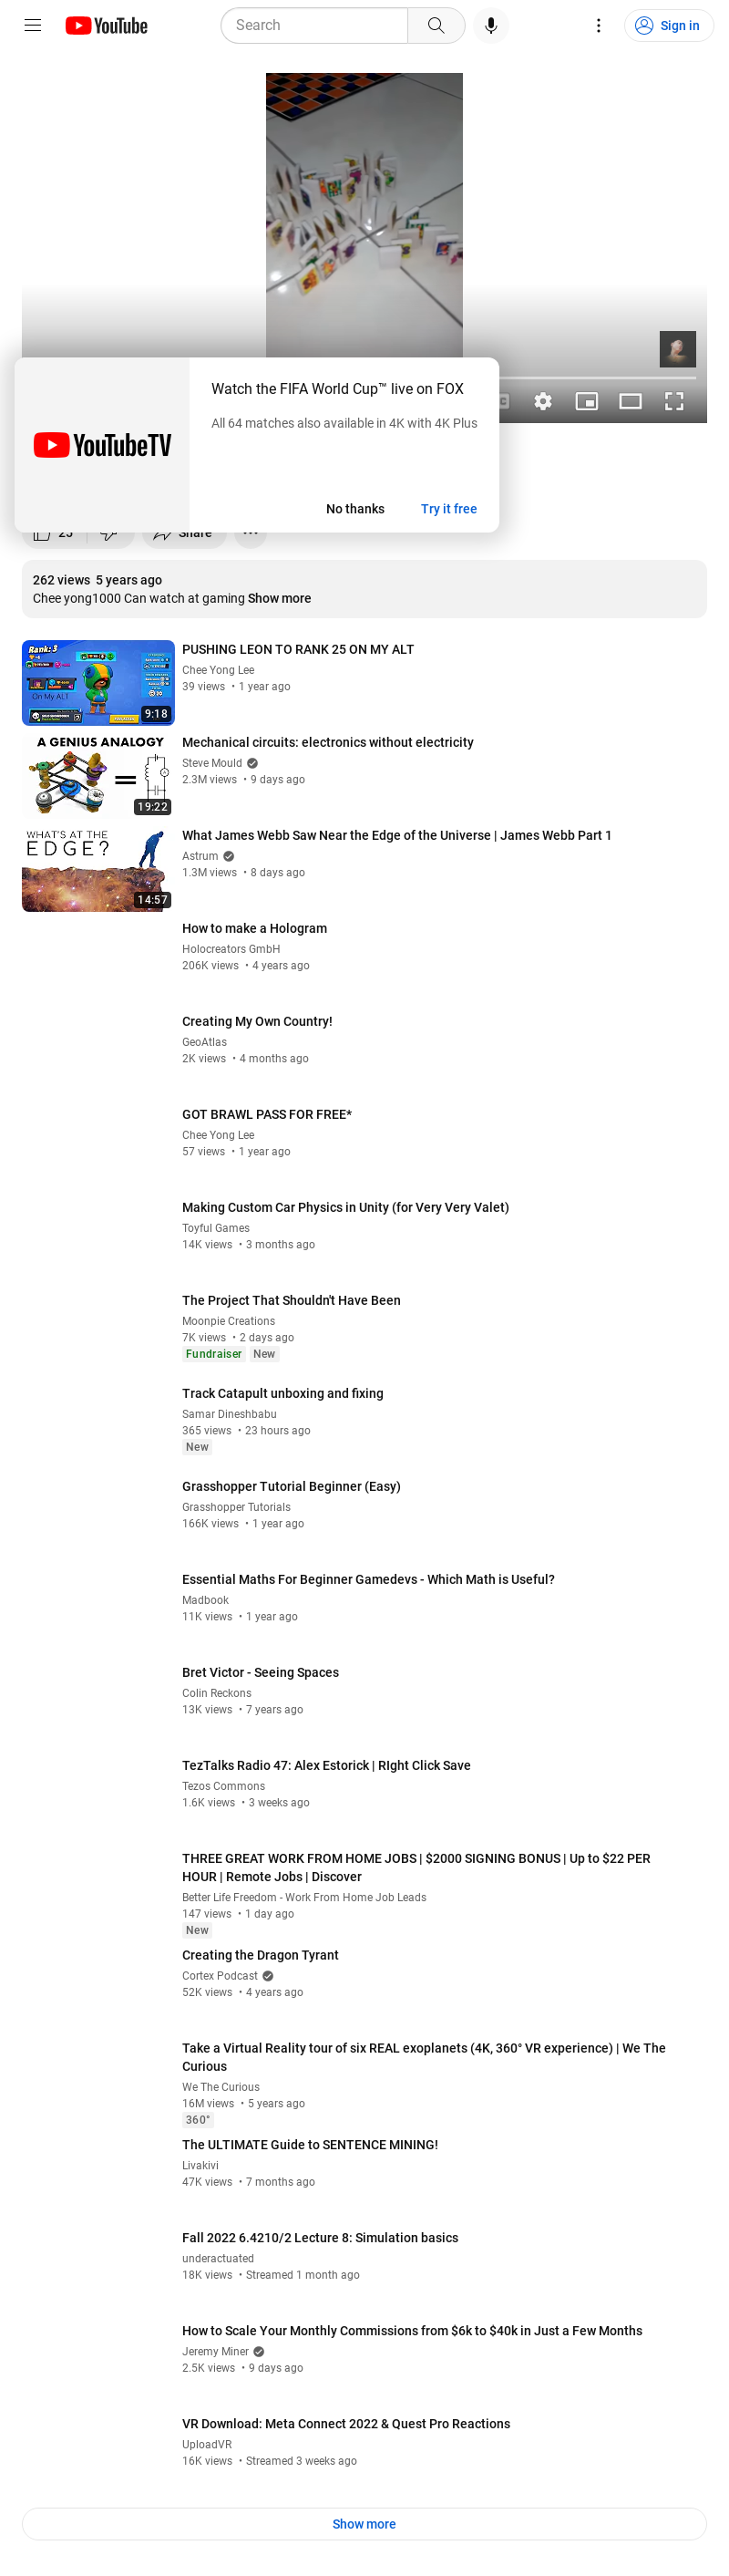 YouTube
Search
Sign in
Watch the FIFA World Cup™ live on FOX
All 64 matches also available in 4K with 4K Plus
YouTubeTV
No thanks
Try it free
25
Share
262 views 5 years ago
Chee yong1000 Can watch at gaming Show more
Rank: 3
On My ALT
9:18
PUSHING LEON TO RANK 25 ON MY ALT
Chee Yong Lee
39 views • 1 year ago
A GENIUS ANALOGY
19:22
Mechanical circuits: electronics without electricity
Steve Mould
2.3M views • 9 days ago
WHAT'S AT THE
EDGE?
14:57
What James Webb Saw Near the Edge of the Universe | James Webb Part 1
Astrum
1.3M views • 8 days ago
How to make a Hologram
Holocreators GmbH
206K views • 4 years ago
Creating My Own Country!
GeoAtlas
2K views • 4 months ago
GOT BRAWL PASS FOR FREE*
Chee Yong Lee
57 views • 1 year ago
Making Custom Car Physics in Unity (for Very Very Valet)
Toyful Games
14K views • 3 months ago
The Project That Shouldn't Have Been
Moonpie Creations
7K views • 2 days ago
Fundraiser New
Track Catapult unboxing and fixing
Samar Dineshbabu
365 views • 23 hours ago
New
Grasshopper Tutorial Beginner (Easy)
Grasshopper Tutorials
166K views • 1 year ago
Essential Maths For Beginner Gamedevs - Which Math is Useful?
Madbook
11K views • 1 year ago
Bret Victor - Seeing Spaces
Colin Reckons
13K views • 7 years ago
TezTalks Radio 47: Alex Estorick | RIght Click Save
Tezos Commons
1.6K views • 3 weeks ago
THREE GREAT WORK FROM HOME JOBS | $2000 SIGNING BONUS | Up to $22 PER
HOUR | Remote Jobs | Discover
Better Life Freedom - Work From Home Job Leads
147 views • 1 day ago
New
Creating the Dragon Tyrant
Cortex Podcast
52K views • 4 years ago
Take a Virtual Reality tour of six REAL exoplanets (4K, 360° VR experience) | We The
Curious
We The Curious
16M views • 5 years ago
360°
The ULTIMATE Guide to SENTENCE MINING!
Livakivi
47K views • 7 months ago
Fall 2022 6.4210/2 Lecture 8: Simulation basics
underactuated
18K views • Streamed 1 month ago
How to Scale Your Monthly Commissions from $6k to $40k in Just a Few Months
Jeremy Miner
2.5K views • 9 days ago
VR Download: Meta Connect 2022 & Quest Pro Reactions
UploadVR
16K views • Streamed 3 weeks ago
Show more